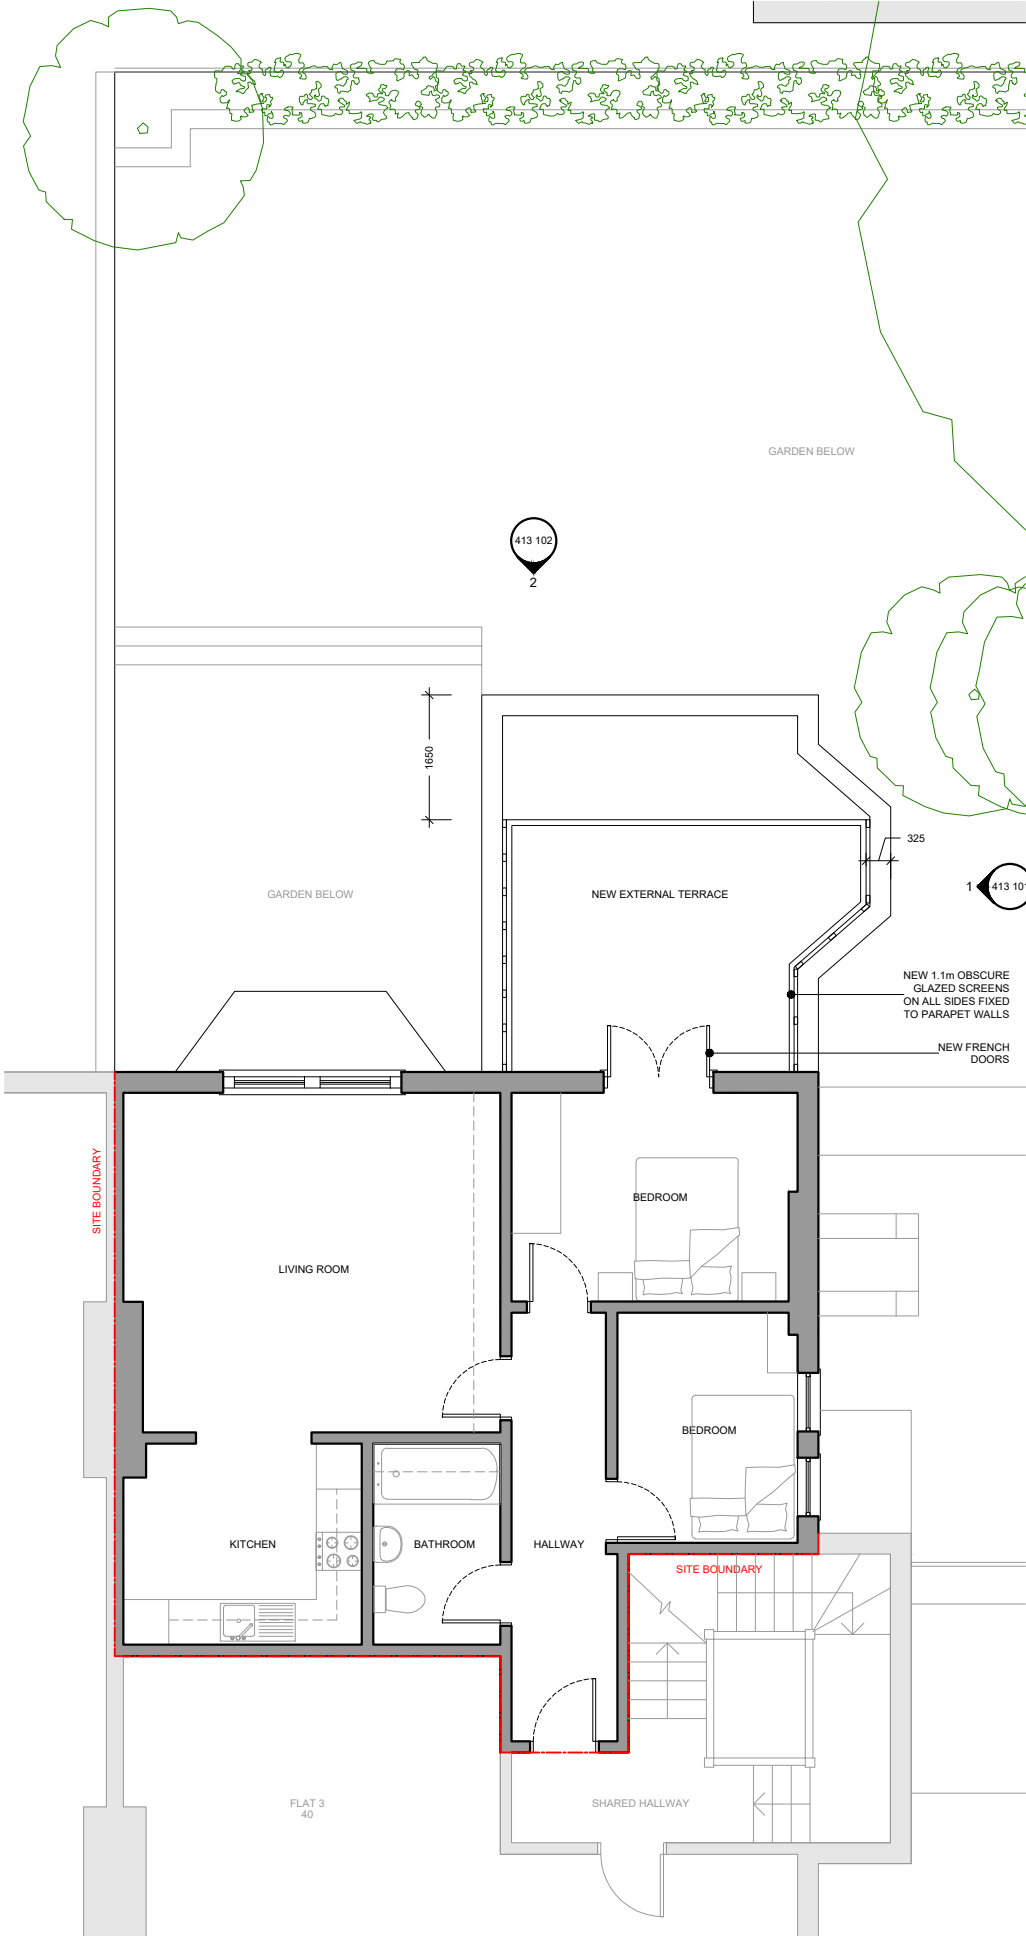 GARDEN BELOW
413 102
2
1650
325
GARDEN BELOW
NEW EXTERNAL TERRACE
1
413 101
NEW 1.1m OBSCURE
GLAZED SCREENS
ON ALL SIDES FIXED
TO PARAPET WALLS
NEW FRENCH
DOORS
SITE BOUNDARY
BEDROOM
LIVING ROOM
BEDROOM
KITCHEN
BATHROOM
HALLWAY
SITE BOUNDARY
FLAT 3
40
SHARED HALLWAY